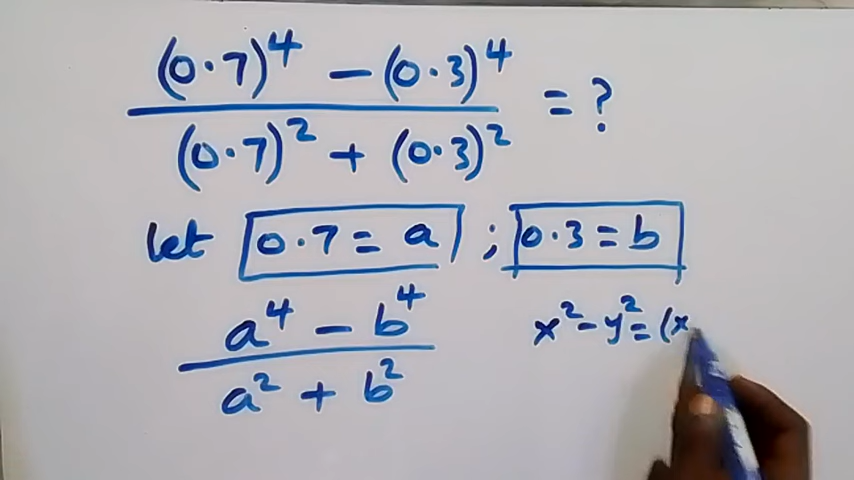 (0.7)⁴ - (0.3)⁴
= ?
(0.7)² + (0.3)²
let 0.7 = a ; 0.3 = b
a⁴ - b⁴
a² + b²
x² - y² = (x